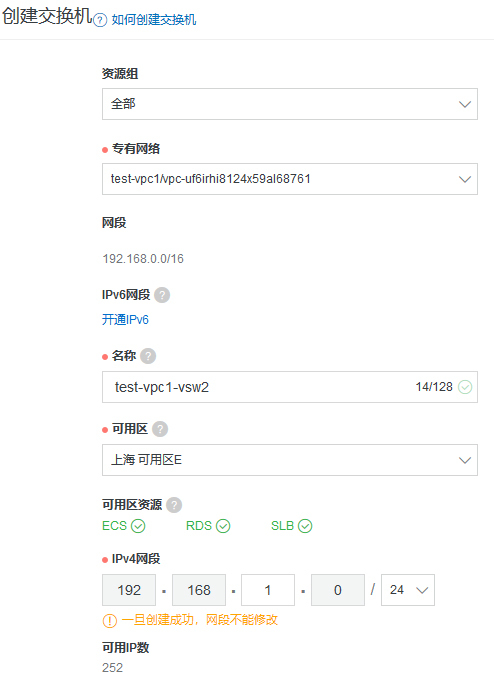 创建交换机 ? 如何创建交换机
资源组
全部
专有网络
test-vpc1/vpc-uf6irhi8124x59al68761
网段
192.168.0.0/16
IPv6网段 ?
开通IPv6
名称 ?
test-vpc1-vsw2 14/128
可用区 ?
上海 可用区E
可用区资源 ?
ECS RDS SLB
IPv4网段
192 . 168 . 1 . 0 / 24
! 一旦创建成功，网段不能修改
可用IP数
252